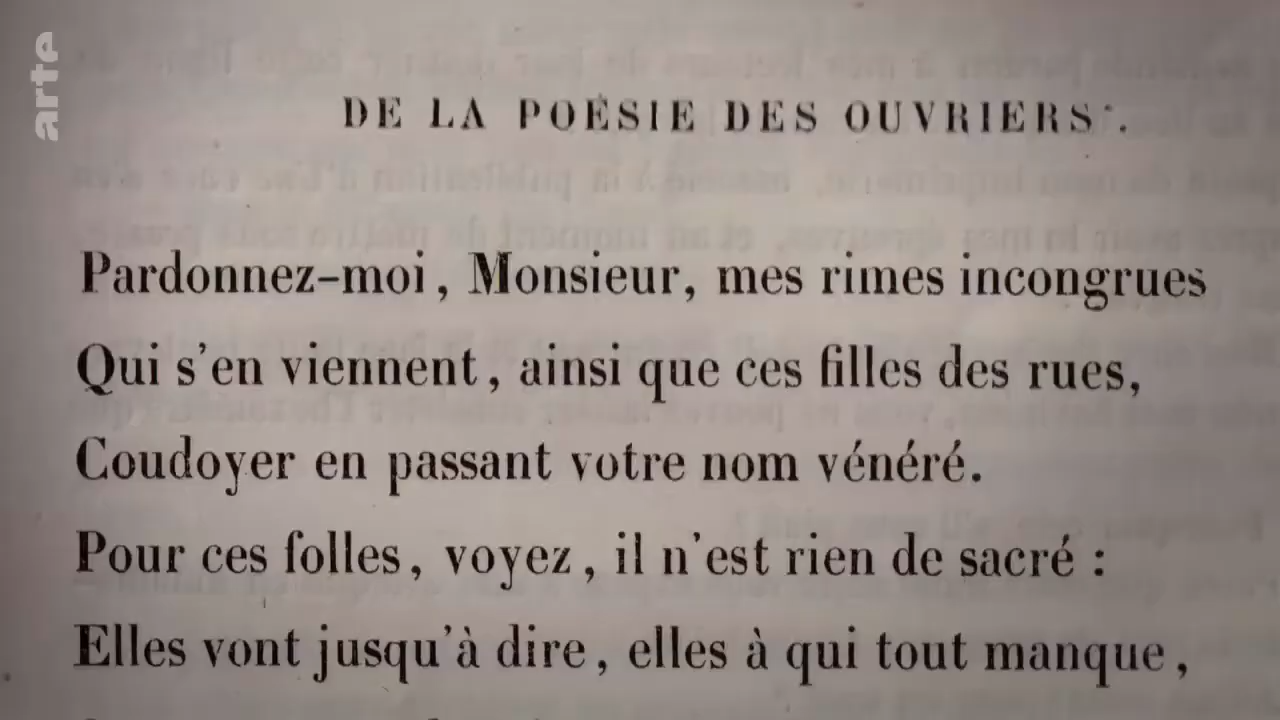 arte
DE LA POÉSIE DES OUVRIERS.
Pardonnez-moi, Monsieur, mes rimes incongrues
Qui s'en viennent, ainsi que ces filles des rues,
Coudoyer en passant votre nom vénéré.
Pour ces folles, voyez, il n'est rien de sacré :
Elles vont jusqu'à dire, elles à qui tout manque,